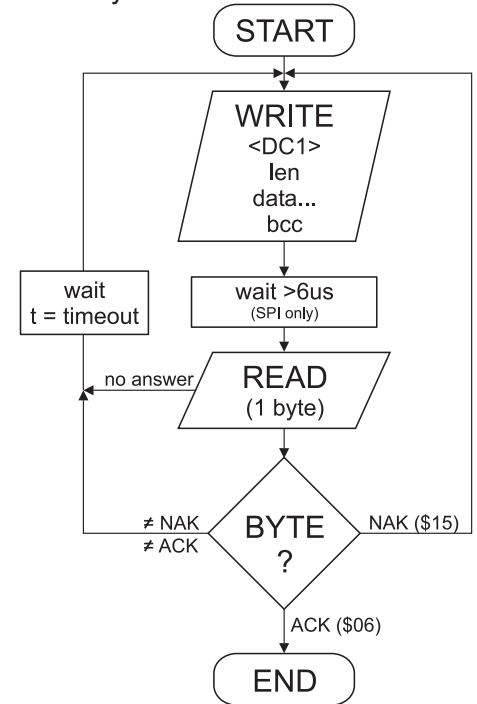 START
WRITE
<DC1>
len
data...
bcc
wait
t = timeout
wait >6us
(SPI only)
no answer
READ
(1 byte)
≠ NAK
≠ ACK
BYTE
?
NAK ($15)
ACK ($06)
END